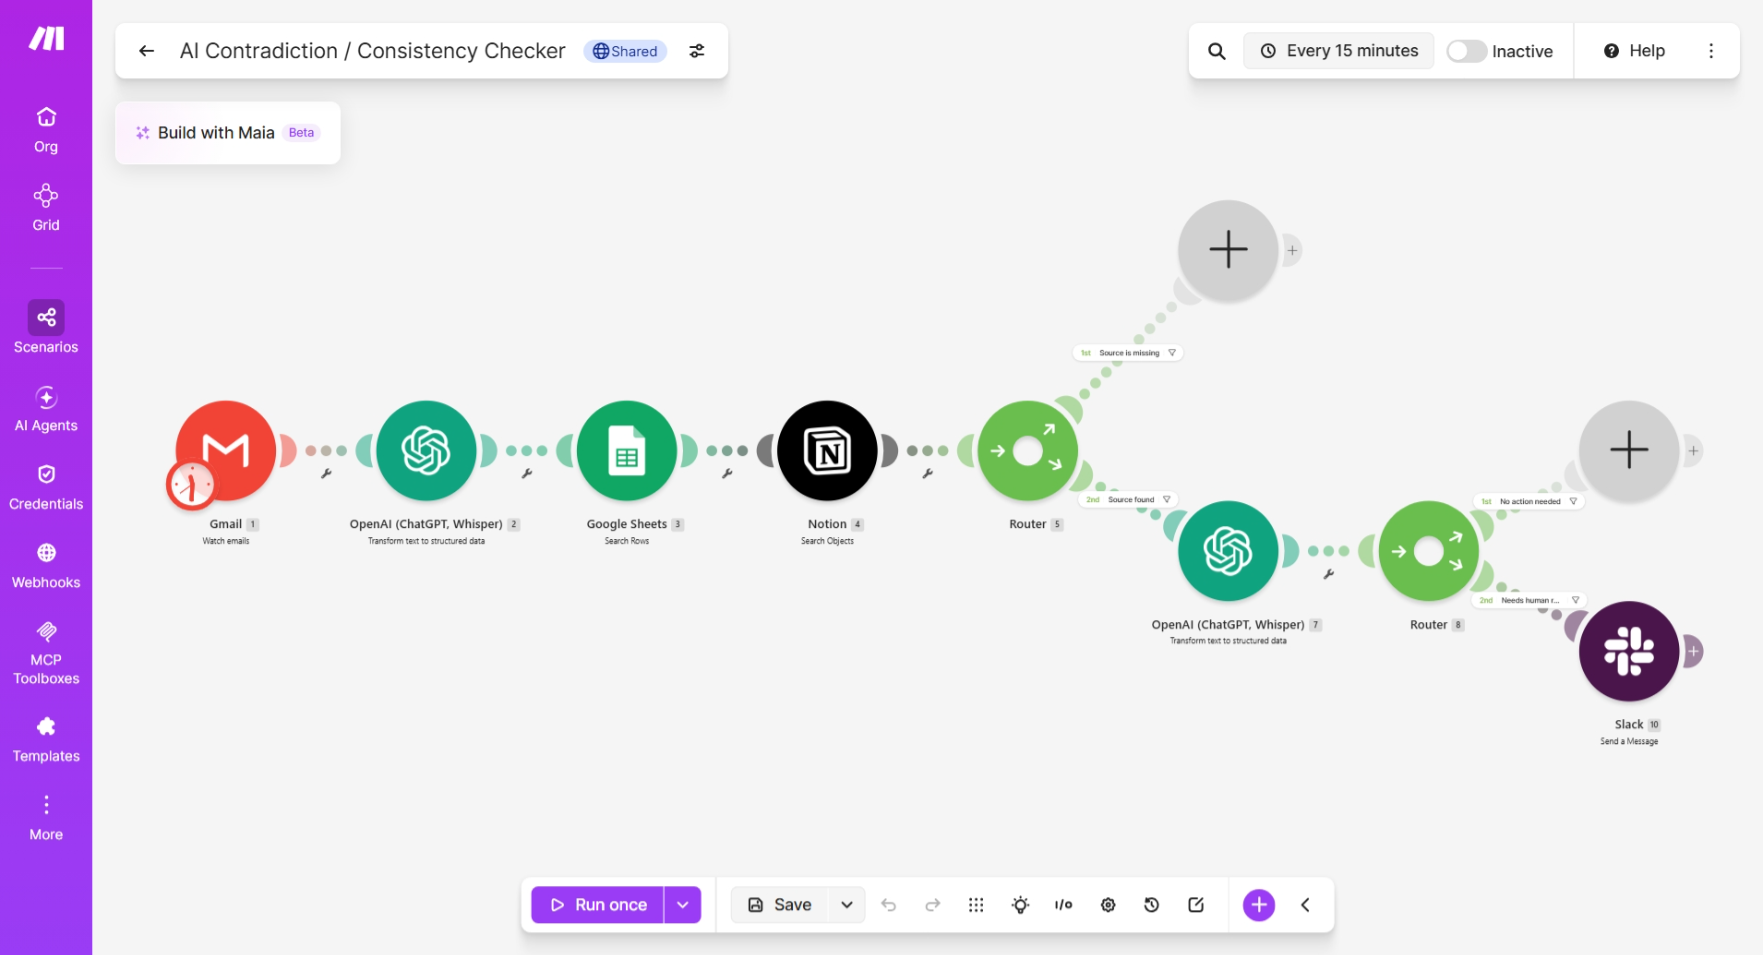 AI Contradiction / Consistency Checker
Shared
Every 15 minutes
Inactive
Help
Build with Maia
Beta
Org
Grid
Scenarios
AI Agents
Credentials
Webhooks
MCP
Toolboxes
Templates
More
1st Source is missing
Gmail 1
Watch emails
OpenAI (ChatGPT, Whisper) 2
Transform text to structured data
Google Sheets 3
Search Rows
N
Notion 4
Search Objects
Router 5
2nd Source found
OpenAI (ChatGPT, Whisper) 7
Transform text to structured data
Router 8
1st No action needed
2nd Needs human r...
Slack 10
Send a Message
Run once
Save
I/O